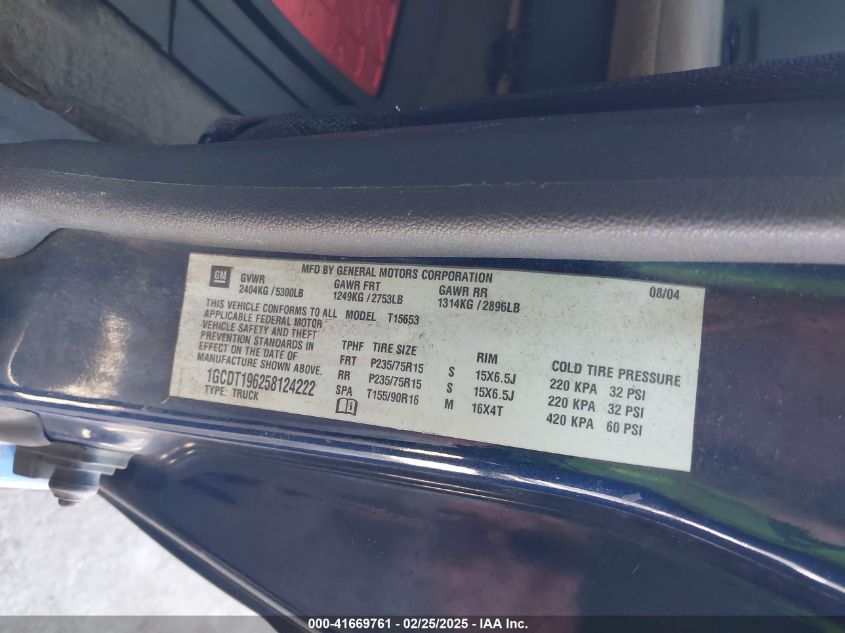 GM
MFD BY GENERAL MOTORS CORPORATION
08/04
GVWR GAWR FRT GAWR RR
2404KG / 5300LB 1249KG / 2753LB 1314KG / 2896LB
THIS VEHICLE CONFORMS TO ALL MODEL T15653
APPLICABLE FEDERAL MOTOR
VEHICLE SAFETY AND THEFT
PREVENTION STANDARDS IN
EFFECT ON THE DATE OF
MANUFACTURE SHOWN ABOVE.
1GCDT196258124222
TYPE: TRUCK
TPHF TIRE SIZE RIM COLD TIRE PRESSURE
FRT P235/75R15 S 15X6.5J 220 KPA 32 PSI
RR P235/75R15 S 15X6.5J 220 KPA 32 PSI
SPA T155/90R16 M 16X4T 420 KPA 60 PSI
000-41669761 / 02/25/2025 - IAA Inc.